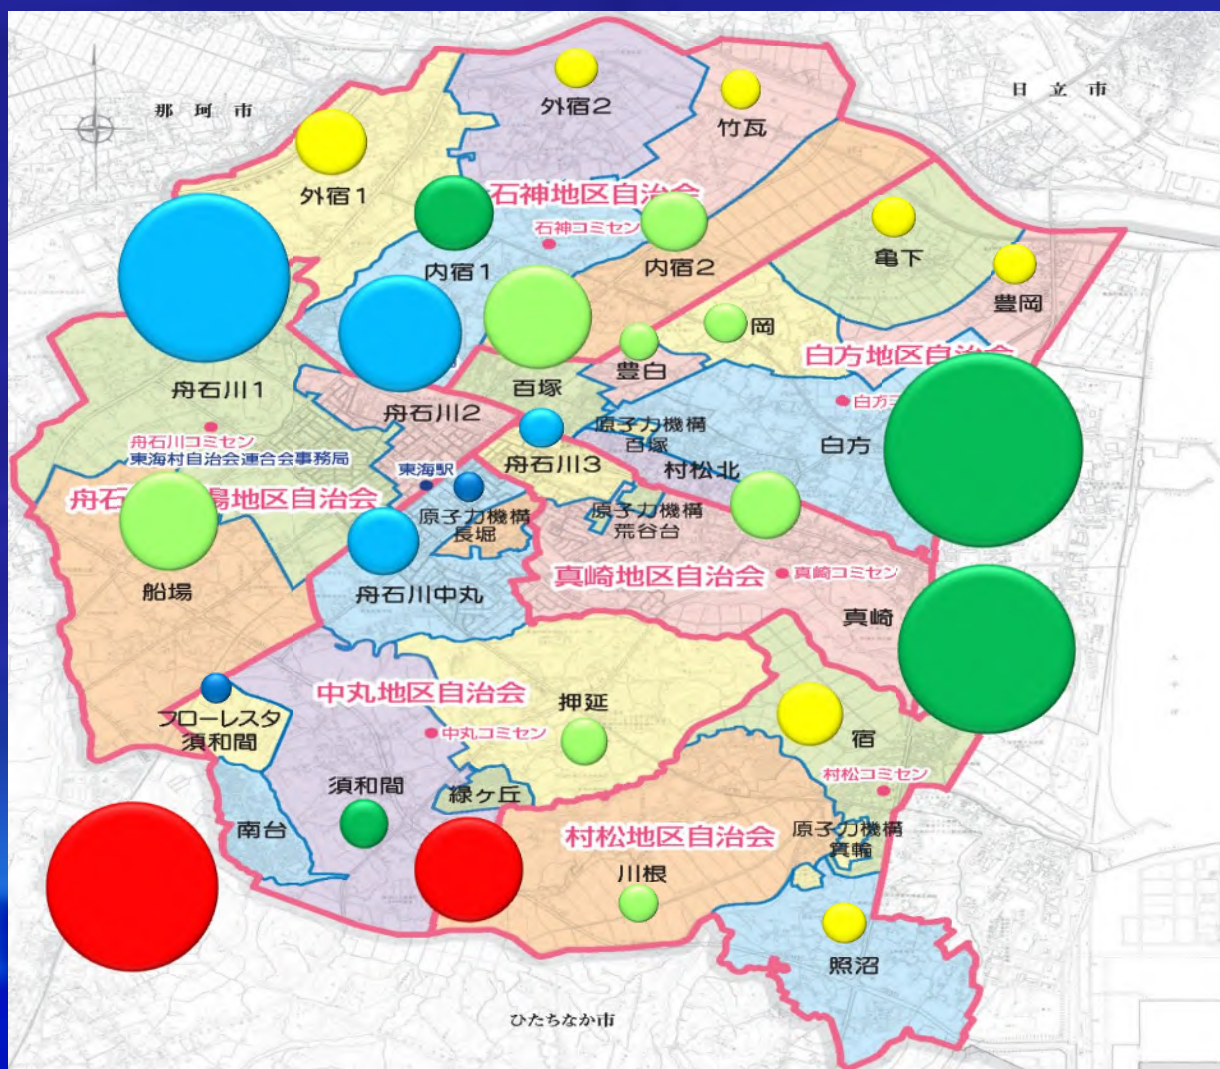 那珂市
日立市
外宿2
竹瓦
外宿1
石神地区自治会
石神コミセン
内宿1
内宿2
亀下
豊岡
岡
白方地区自治会
豊白
百塚
舟石川1
舟石川2
白方
舟石川コミセン
東海村自治会連合会事務局
原子力機構
百塚
舟石川3
村松北
東海駅
地区自治会
原子力機構
長堀
原子力機構
荒谷台
船場
舟石川中丸
真崎地区自治会
真崎コミセン
真崎
中丸地区自治会
押延
フローレスタ
須和間
中丸コミセン
宿
須和間
緑ヶ丘
村松コミセン
南台
村松地区自治会
原子力機構
箕輪
川根
照沼
ひたちなか市